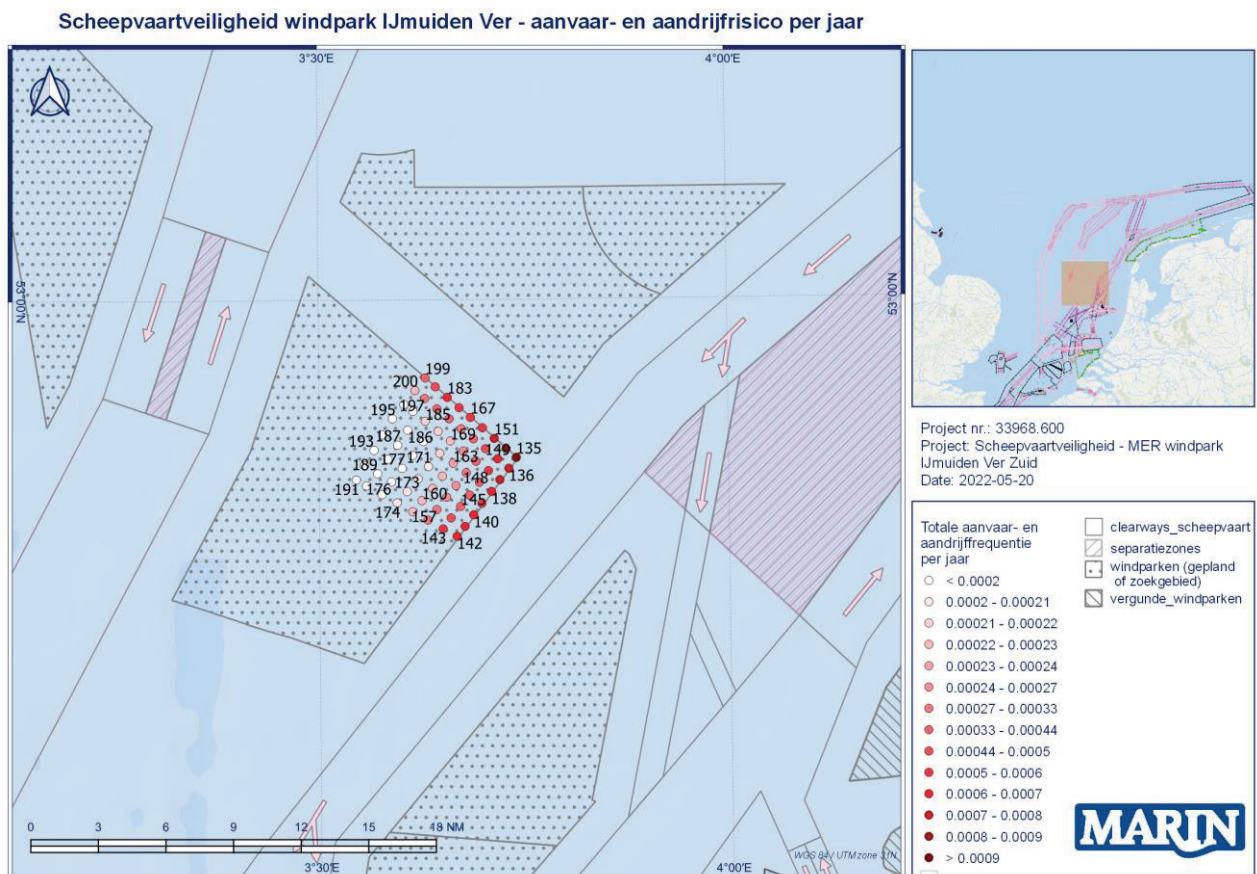 Scheepvaartveiligheid windpark IJmuiden Ver - aanvaar- en aandrijfrisico per jaar
3°30'E
4°00'E
53°00'N
53°00'N
199
200
183
197
195
185
167
187
186
169
151
193
149
135
177
171
163
189
136
148
191
176
173
138
160
145
174
157
140
143
142
0
3
6
9
12
15
18 NM
3°30'E
4°00'E
WGS 84 / UTM zone 31N
Project nr.: 33968.600
Project: Scheepvaartveiligheid - MER windpark
IJmuiden Ver Zuid
Date: 2022-05-20
Totale aanvaar- en
aandrijffrequentie
per jaar
< 0.0002
0.0002 - 0.00021
0.00021 - 0.00022
0.00022 - 0.00023
0.00023 - 0.00024
0.00024 - 0.00027
0.00027 - 0.00033
0.00033 - 0.00044
0.00044 - 0.0005
0.0005 - 0.0006
0.0006 - 0.0007
0.0007 - 0.0008
0.0008 - 0.0009
> 0.0009
clearways_scheepvaart
separatiezones
windparken (gepland
of zoekgebied)
vergunde_windparken
MARIN